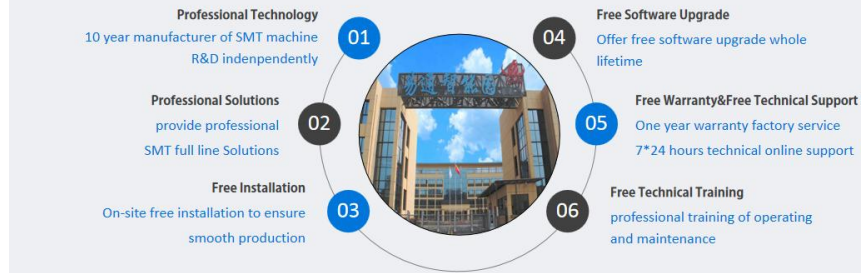 Professional Technology
10 year manufacturer of SMT machine
R&D indenpendently
01
Professional Solutions
provide professional
SMT full line Solutions
02
Free Installation
On-site free installation to ensure
smooth production
03
04
Free Software Upgrade
Offer free software upgrade whole
lifetime
05
Free Warranty&Free Technical Support
One year warranty factory service
7*24 hours technical online support
06
Free Technical Training
professional training of operating
and maintenance